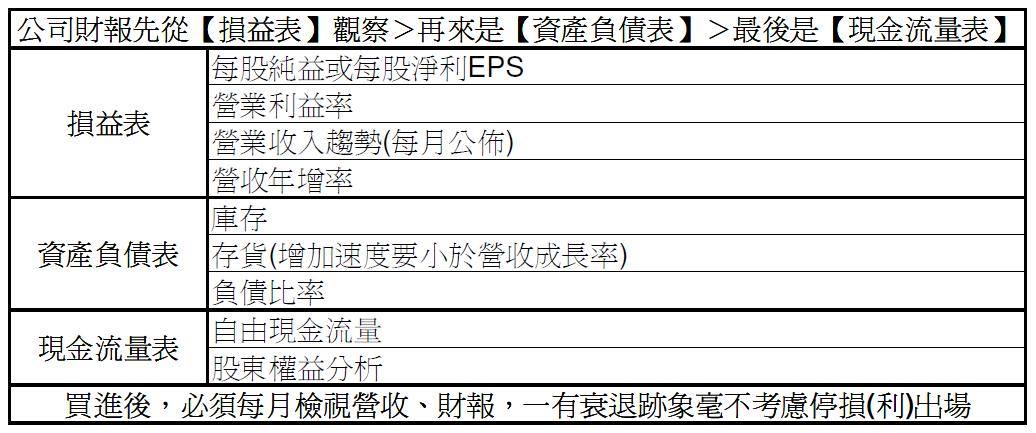 公司財報先從【損益表】觀察＞再來是【資產負債表】＞最後是【現金流量表】
損益表
每股純益或每股淨利EPS
營業利益率
營業收入趨勢(每月公佈)
營收年增率
資產負債表
庫存
存貨(增加速度要小於營收成長率)
負債比率
現金流量表
自由現金流量
股東權益分析
買進後，必須每月檢視營收、財報，一有衰退跡象毫不考慮停損(利)出場